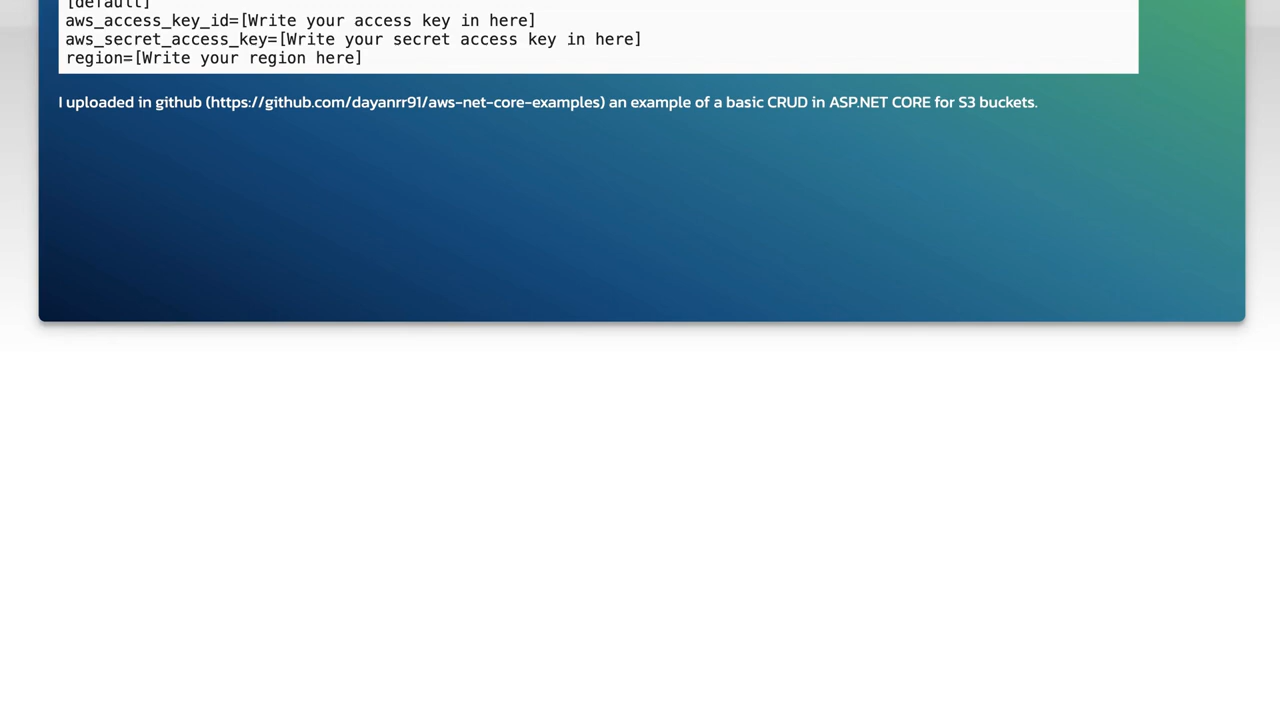 [default]
aws_access_key_id=[Write your access key in here]
aws_secret_access_key=[Write your secret access key in here]
region=[Write your region here]
I uploaded in github (https://github.com/dayanrr91/aws-net-core-examples) an example of a basic CRUD in ASP.NET CORE for S3 buckets.